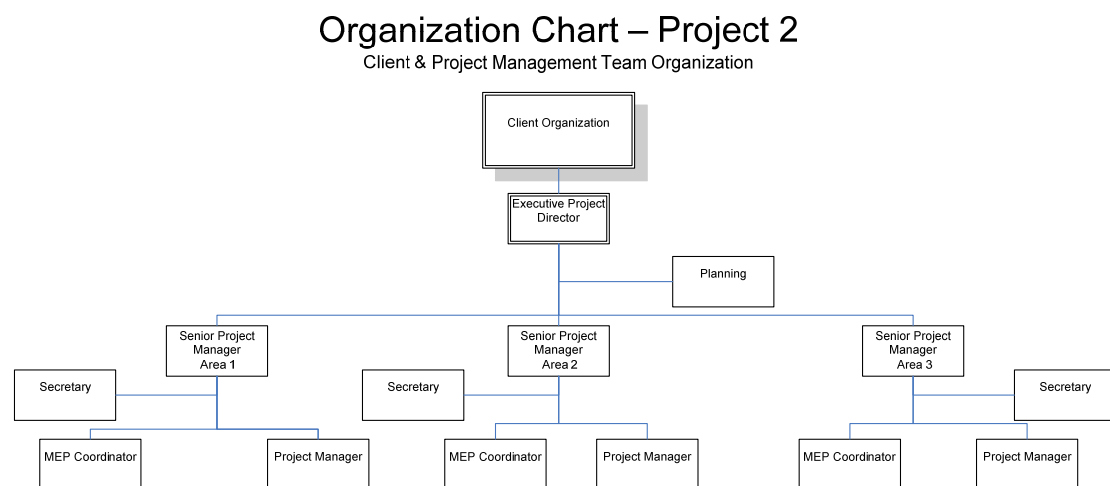 Organization Chart – Project 2
Client & Project Management Team Organization
Client Organization
Executive Project
Director
Planning
Senior Project
Manager
Area 1
Senior Project
Manager
Area 2
Senior Project
Manager
Area 3
Secretary
Secretary
Secretary
MEP Coordinator
Project Manager
MEP Coordinator
Project Manager
MEP Coordinator
Project Manager